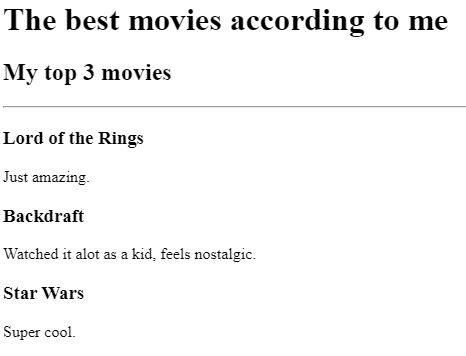 The best movies according to me
My top 3 movies
Lord of the Rings
Just amazing.
Backdraft
Watched it alot as a kid, feels nostalgic.
Star Wars
Super cool.